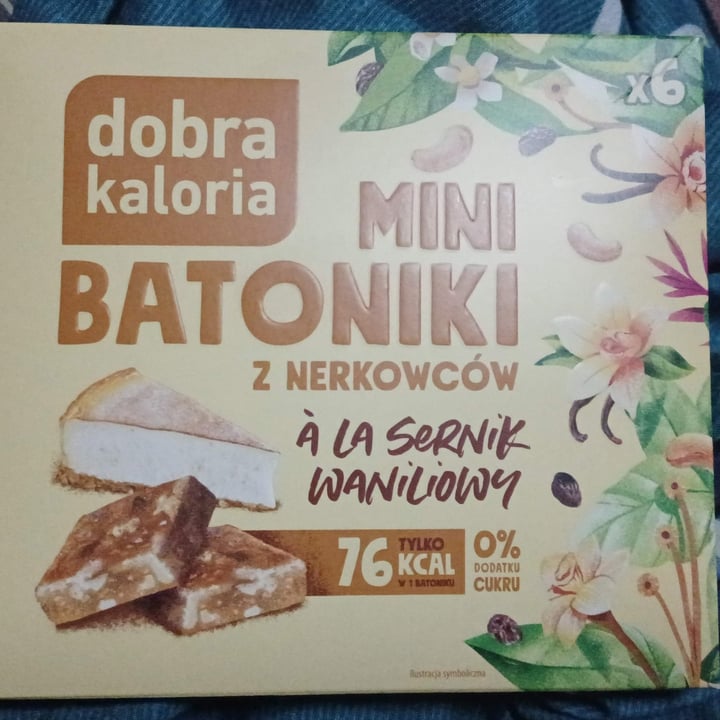 x6
dobra
kaloria
MINI
BATONIKI
Z NERKOWCÓW
À LA SERNIK
WANILIOWY
76 TYLKO KCAL W 1 BATONIKU
0% DODATKU CUKRU
Ilustracja symboliczna